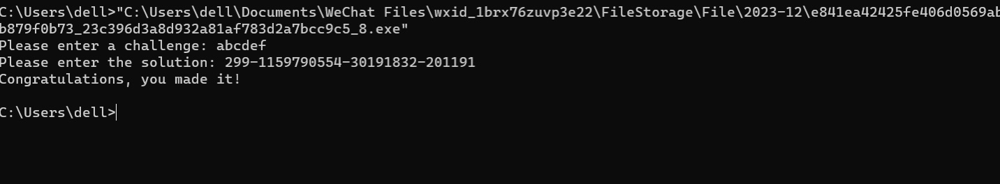 C:\Users\dell>"C:\Users\dell\Documents\WeChat Files\wxid_1brx76zuvp3e22\FileStorage\File\2023-12\e841ea42425fe406d0569ab
b879f0b73_23c396d3a8d932a81af783d2a7bcc9c5_8.exe"
Please enter a challenge: abcdef
Please enter the solution: 299-1159790554-30191832-201191
Congratulations, you made it!
C:\Users\dell>